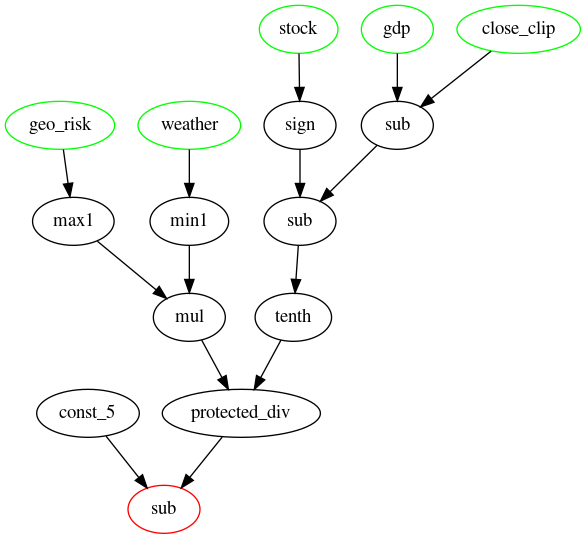 stock
gdp
close_clip
geo_risk
weather
sign
sub
max1
min1
sub
mul
tenth
const_5
protected_div
sub